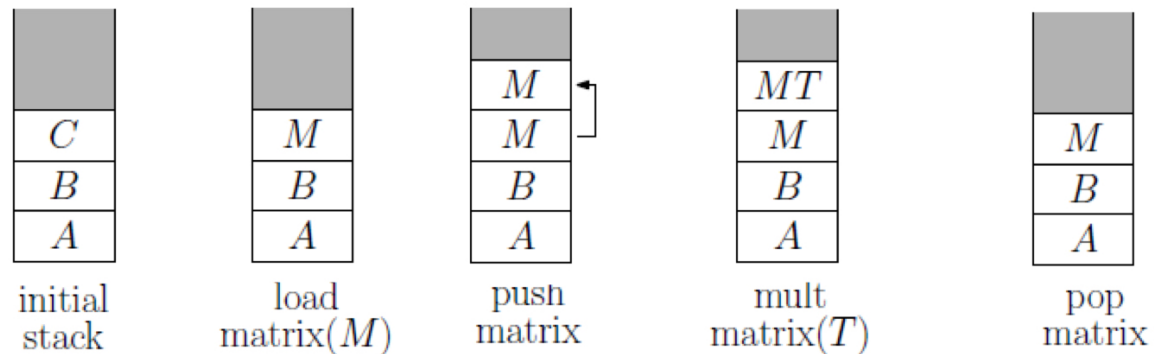 C
B
A
initial
stack
M
B
A
load
matrix(M)
M
M
B
A
push
matrix
MT
M
B
A
mult
matrix(T)
M
B
A
pop
matrix